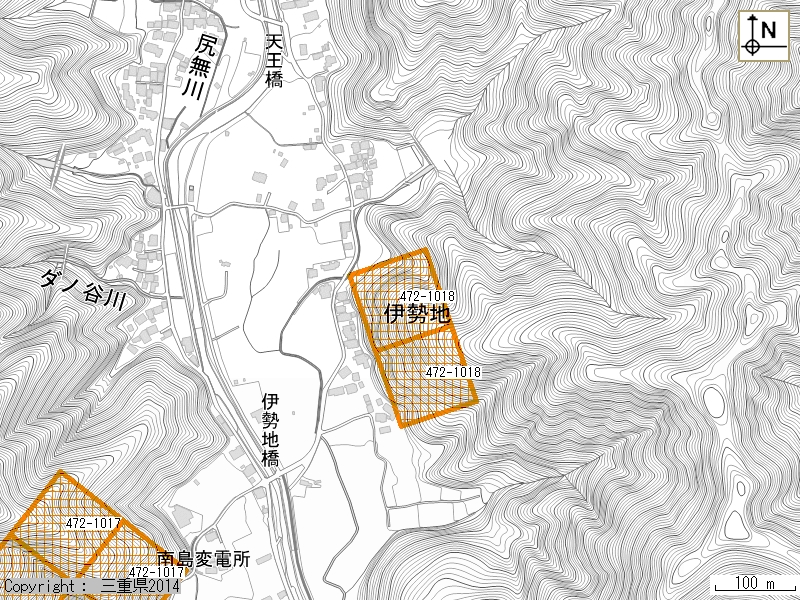 N
尻無川
天王橋
ダノ谷川
472-1018
伊勢地
472-1018
伊勢地橋
472-1017
南島変電所
472-1017
Copyright : 三重県2014
100 m